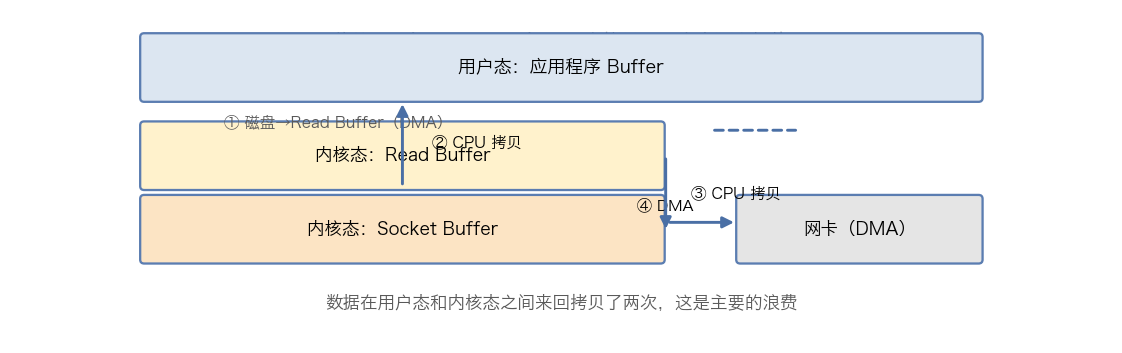 用户态：应用程序 Buffer
① 磁盘→Read Buffer（DMA）
② CPU 拷贝
内核态：Read Buffer
③ CPU 拷贝
④ DMA
内核态：Socket Buffer
网卡（DMA）
数据在用户态和内核态之间来回拷贝了两次，这是主要的浪费